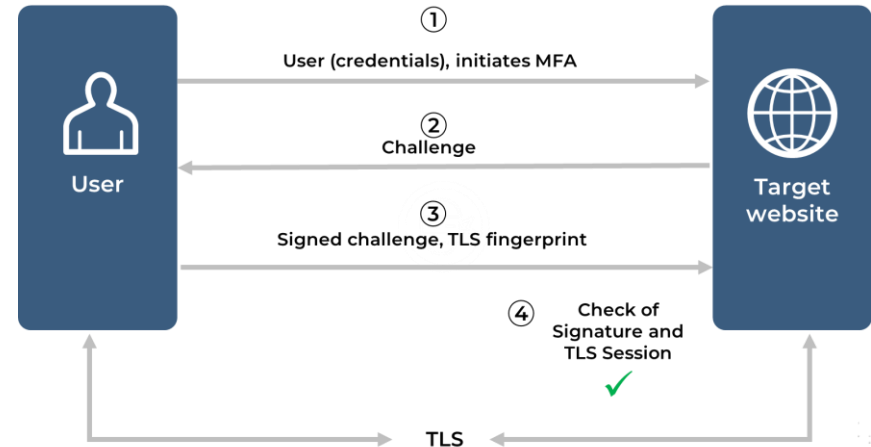 ①
User (credentials), initiates MFA
②
Challenge
User
Target
website
③
Signed challenge, TLS fingerprint
④ Check of
Signature and
TLS Session
TLS